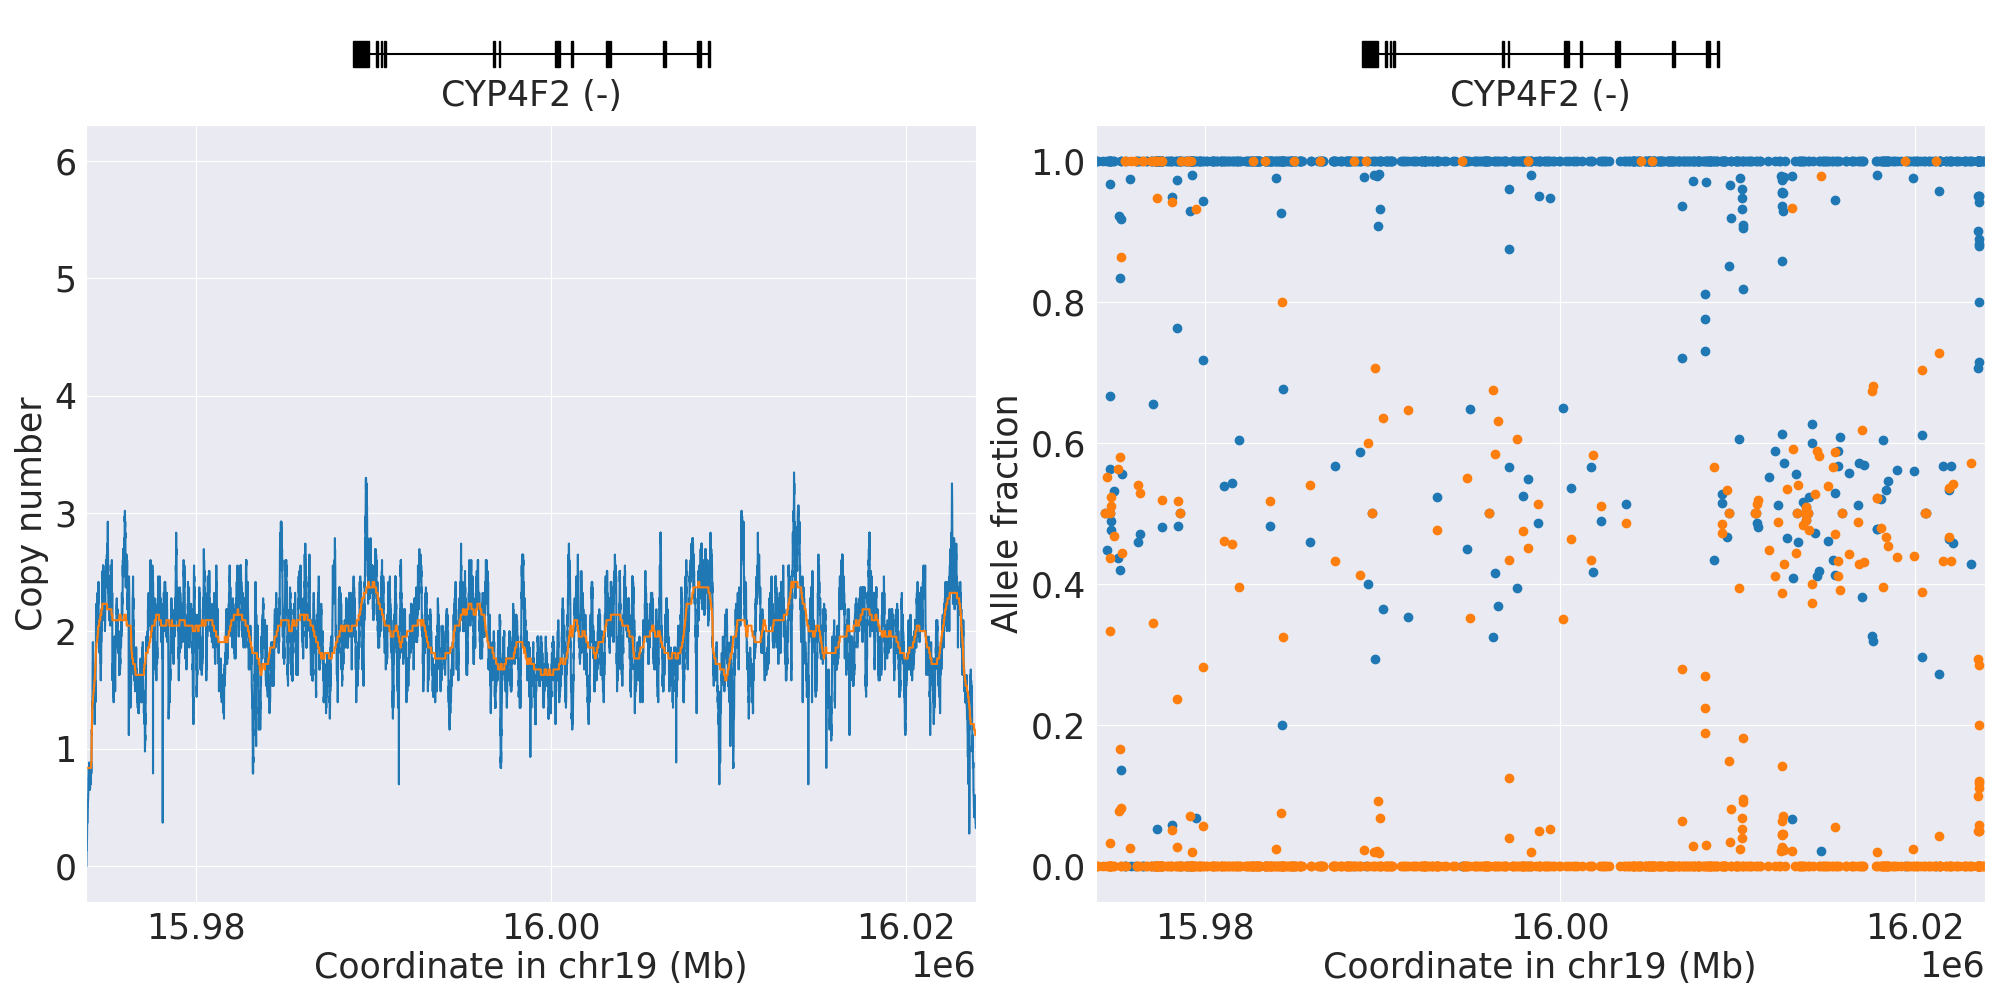 CYP4F2 (-)
Copy number
6
5
4
3
2
1
0
15.98 16.00 16.02
Coordinate in chr19 (Mb)
1e6
CYP4F2 (-)
Allele fraction
1.0
0.8
0.6
0.4
0.2
0.0
15.98 16.00 16.02
Coordinate in chr19 (Mb)
1e6